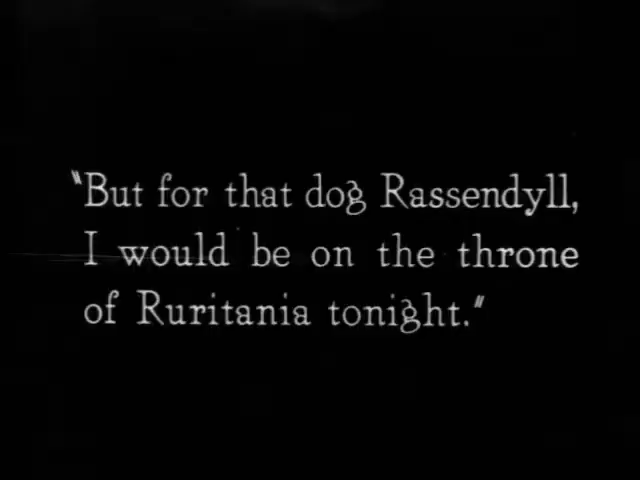 "But for that dog Rassendyll,
I would be on the throne
of Ruritania tonight."